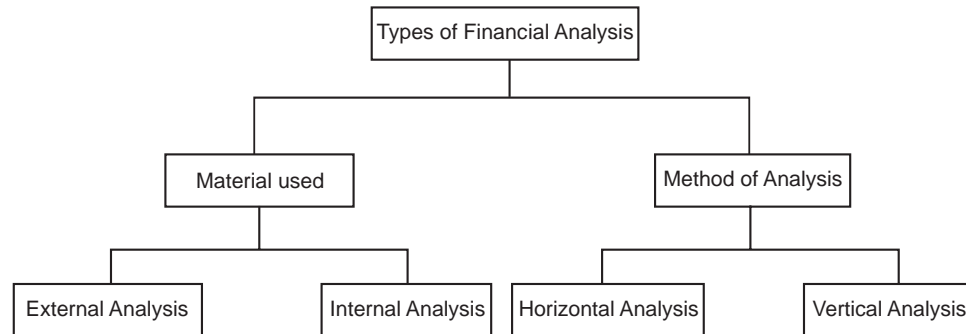 Types of Financial Analysis
Material used
Method of Analysis
External Analysis
Internal Analysis
Horizontal Analysis
Vertical Analysis